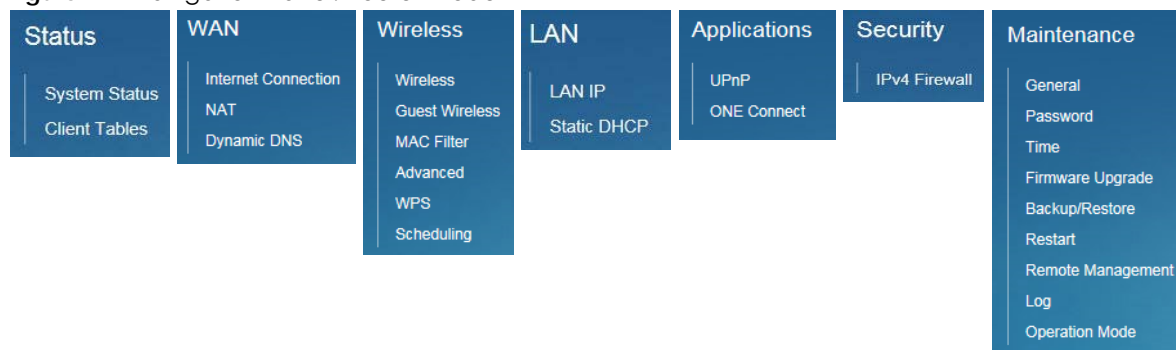 Status
System Status
Client Tables
WAN
Internet Connection
NAT
Dynamic DNS
Wireless
Wireless
Guest Wireless
MAC Filter
Advanced
WPS
Scheduling
LAN
LAN IP
Static DHCP
Applications
UPnP
ONE Connect
Security
IPv4 Firewall
Maintenance
General
Password
Time
Firmware Upgrade
Backup/Restore
Restart
Remote Management
Log
Operation Mode